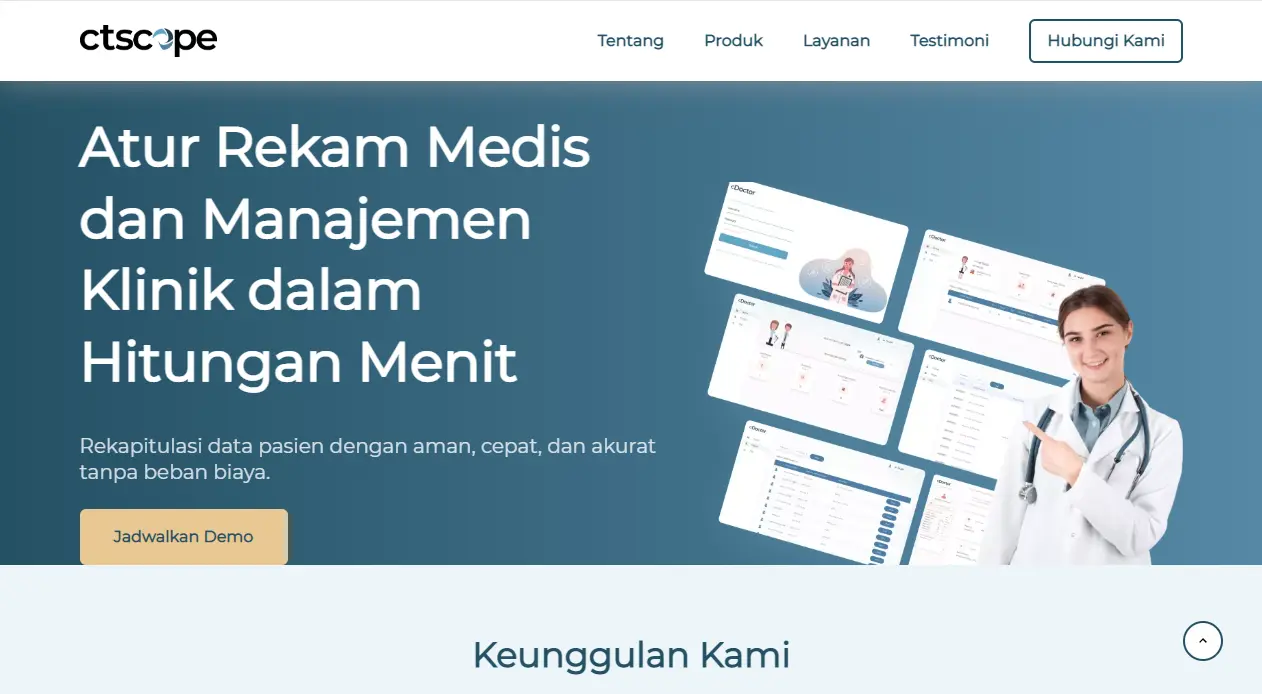 ctscope
Tentang Produk Layanan Testimoni Hubungi Kami
Atur Rekam Medis
dan Manajemen
Klinik dalam
Hitungan Menit
Rekapitulasi data pasien dengan aman, cepat, dan akurat
tanpa beban biaya.
Jadwalkan Demo
cDoctor
cDoctor
cDoctor
cDoctor
cDoctor
cDoctor
Keunggulan Kami